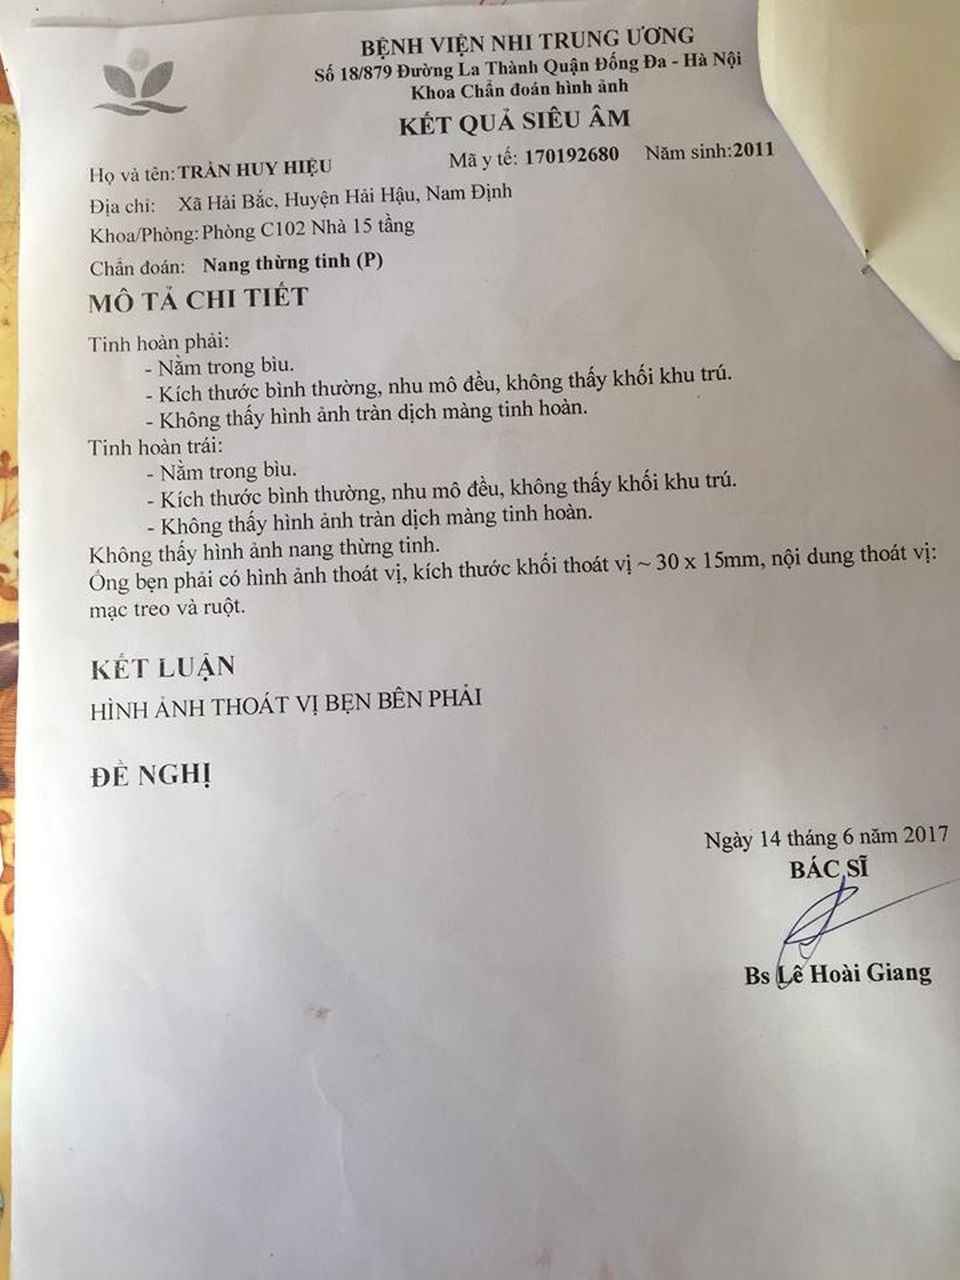 BỆNH VIỆN NHI TRUNG ƯƠNG
Số 18/879 Đường La Thành Quận Đống Đa - Hà Nội
Khoa Chẩn đoán hình ảnh
KẾT QUẢ SIÊU ÂM
Họ và tên: TRẦN HUY HIỆU Mã y tế: 170192680 Năm sinh:2011
Địa chỉ: Xã Hải Bắc, Huyện Hải Hậu, Nam Định
Khoa/Phòng: Phòng C102 Nhà 15 tầng
Chẩn đoán: Nang thừng tinh (P)
MÔ TẢ CHI TIẾT
Tinh hoàn phải:
- Nằm trong bìu.
- Kích thước bình thường, nhu mô đều, không thấy khối khu trú.
- Không thấy hình ảnh tràn dịch màng tinh hoàn.
Tinh hoàn trái:
- Nằm trong bìu.
- Kích thước bình thường, nhu mô đều, không thấy khối khu trú.
- Không thấy hình ảnh tràn dịch màng tinh hoàn.
Không thấy hình ảnh nang thừng tinh.
Ống bẹn phải có hình ảnh thoát vị, kích thước khối thoát vị ~ 30 x 15mm, nội dung thoát vị:
mạc treo và ruột.
KẾT LUẬN
HÌNH ẢNH THOÁT VỊ BẸN BÊN PHẢI
ĐỀ NGHỊ
Ngày 14 tháng 6 năm 2017
BÁC SĨ
Bs Lê Hoài Giang